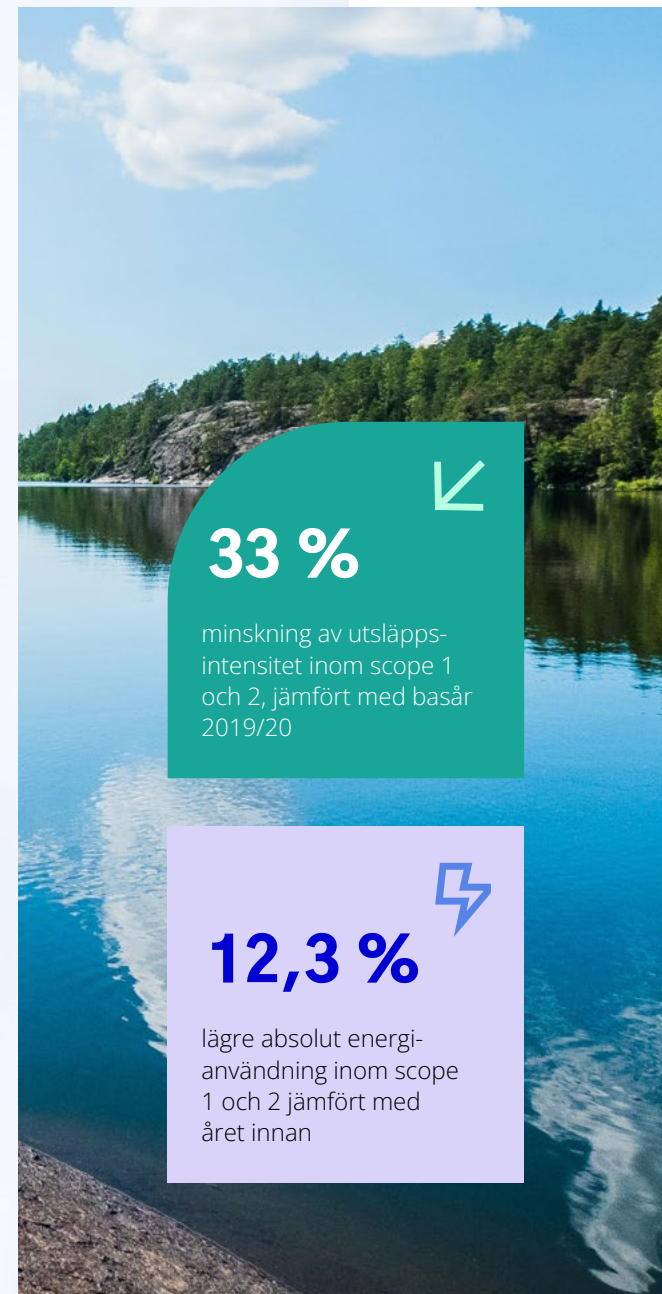 33 %
minskning av utsläpps-
intensitet inom scope 1
och 2, jämfört med basår
2019/20
12,3 %
lägre absolut energi-
användning inom scope
1 och 2 jämfört med
året innan